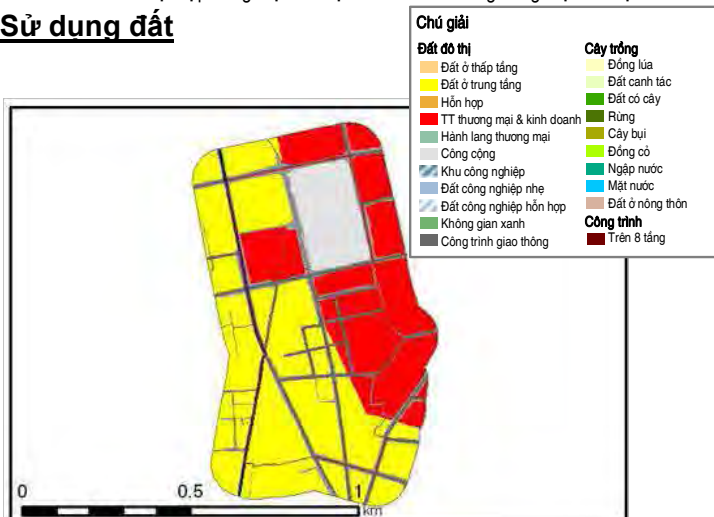 Sử dụng đất
Chú giải
Đất đô thị
Đất ở thấp tầng
Đất ở trung tầng
Hỗn hợp
TT thương mại & kinh doanh
Hành lang thương mại
Công cộng
Khu công nghiệp
Đất công nghiệp nhẹ
Đất công nghiệp hỗn hợp
Không gian xanh
Công trình giao thông
Cây trồng
Đồng lúa
Đất canh tác
Đất có cây
Rừng
Cây bụi
Đồng cỏ
Ngập nước
Mặt nước
Đất ở nông thôn
Công trình
Trên 8 tầng
0 0.5 1
km